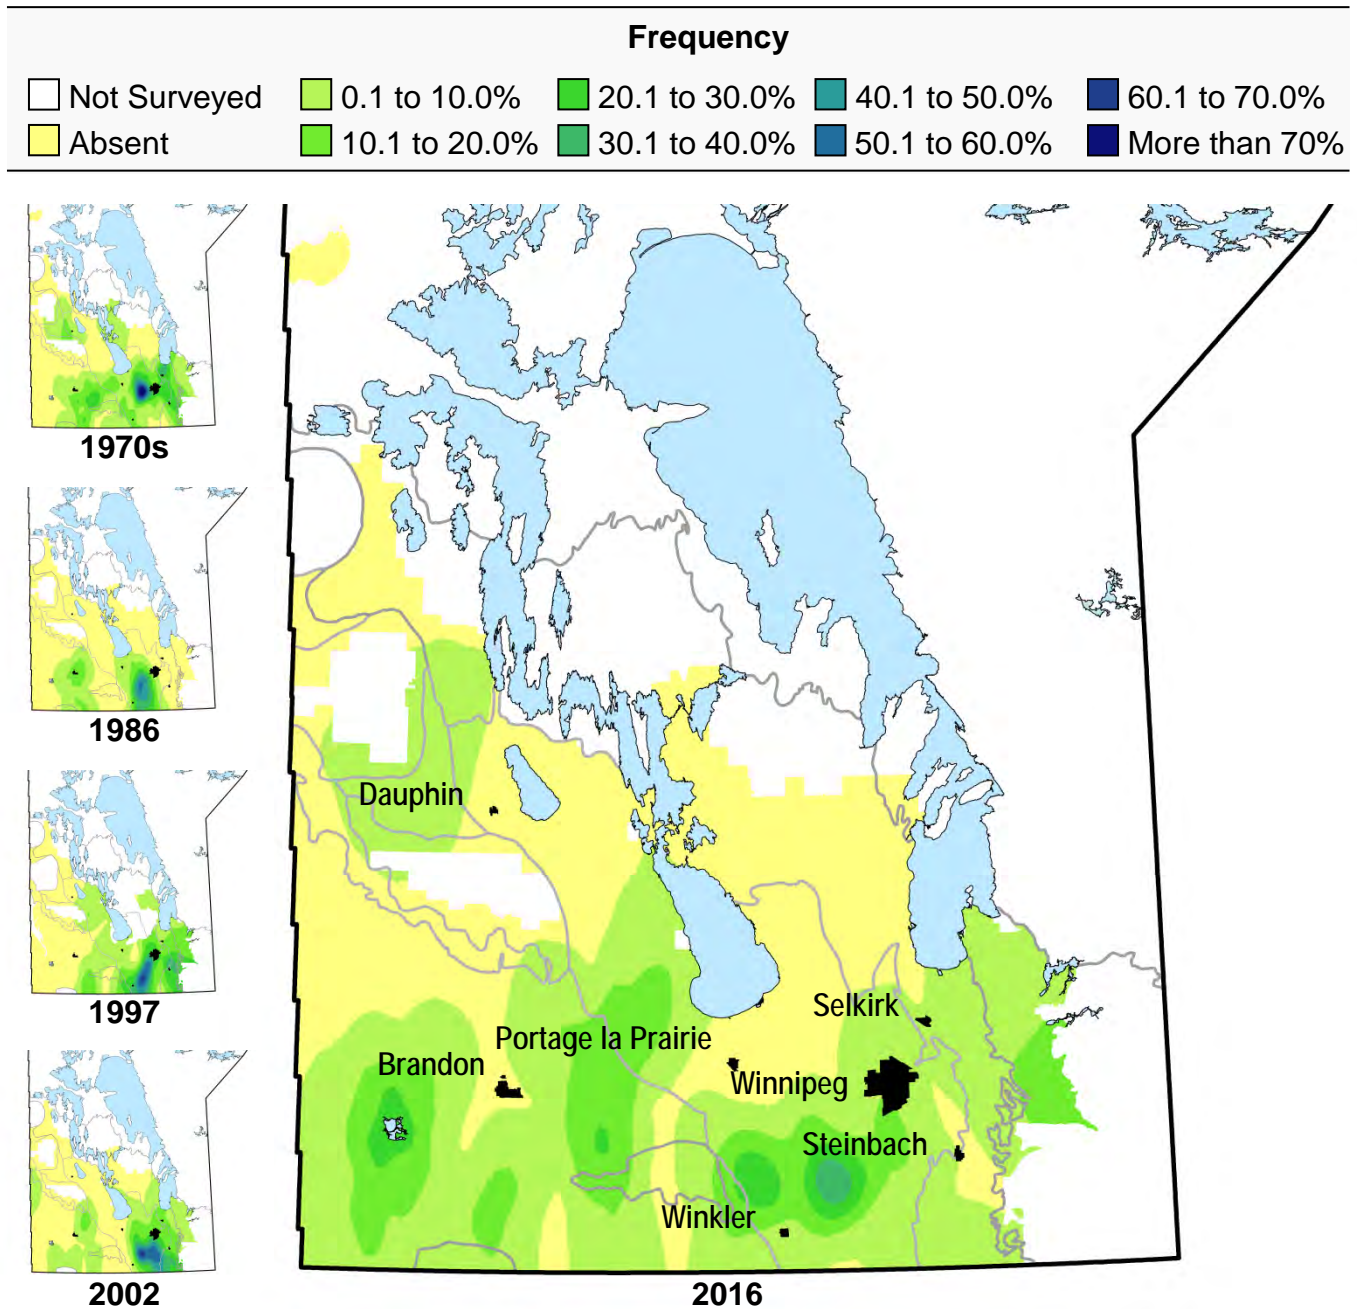 Frequency
Not Surveyed 0.1 to 10.0% 20.1 to 30.0% 40.1 to 50.0% 60.1 to 70.0%
Absent 10.1 to 20.0% 30.1 to 40.0% 50.1 to 60.0% More than 70%
1970s
1986
1997
2002
Dauphin
Selkirk
Portage la Prairie
Brandon
Winnipeg
Steinbach
Winkler
2016